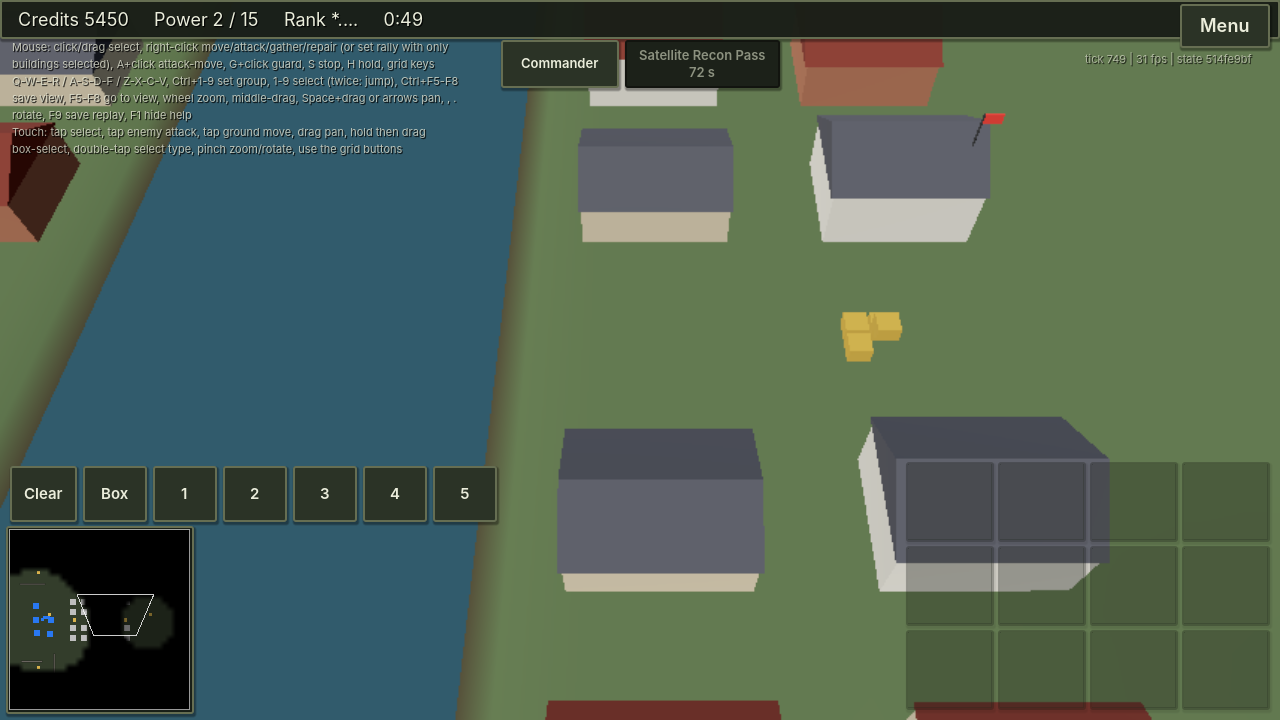 Credits 5450 Power 2 / 15 Rank *.... 0:49
Menu
Mouse: click/drag select, right-click move/attack/gather/repair (or set rally with only
buildings selected), A+click attack-move, G+click guard, S stop, H hold, grid keys
Q-W-E-R / A-S-D-F / Z-X-C-V, Ctrl+1-9 set group, 1-9 select (twice: jump), Ctrl+F5-F8
save view, F5-F8 go to view, wheel zoom, middle-drag, Space+drag or arrows pan, , .
rotate, F9 save replay, F1 hide help
Touch: tap select, tap enemy attack, tap ground move, drag pan, hold then drag
box-select, double-tap select type, pinch zoom/rotate, use the grid buttons
Commander
Satellite Recon Pass
72 s
tick 749 | 31 fps | state 514fe9bf
Clear Box 1 2 3 4 5